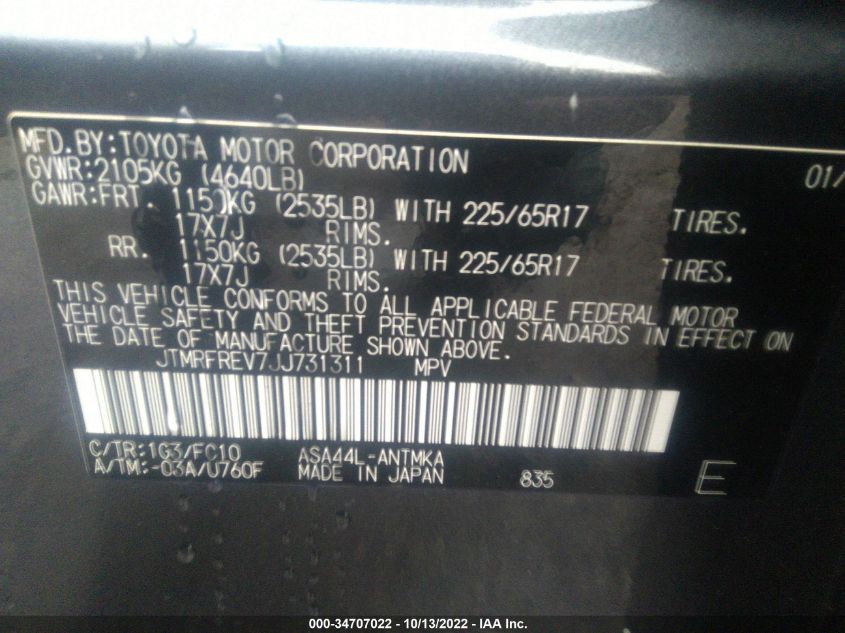 MFD.BY:TOYOTA MOTOR CORPORATION 01/
GVWR:2105KG (4640LB)
GAWR:FRT. 1150KG (2535LB) WITH 225/65R17 TIRES.
17X7J RIMS.
RR. 1150KG (2535LB) WITH 225/65R17 TIRES.
17X7J RIMS.
THIS VEHICLE CONFORMS TO ALL APPLICABLE FEDERAL MOTOR
VEHICLE SAFETY AND THEFT PREVENTION STANDARDS IN EFFECT ON
THE DATE OF MANUFACTURE SHOWN ABOVE.
JTMRFREV7JJ731311 MPV
C/TR:1G3/FC10 ASA44L-ANTMKA
A/TM:-03A/U760F MADE IN JAPAN 835 E
000-34707022 - 10/13/2022 - IAA Inc.